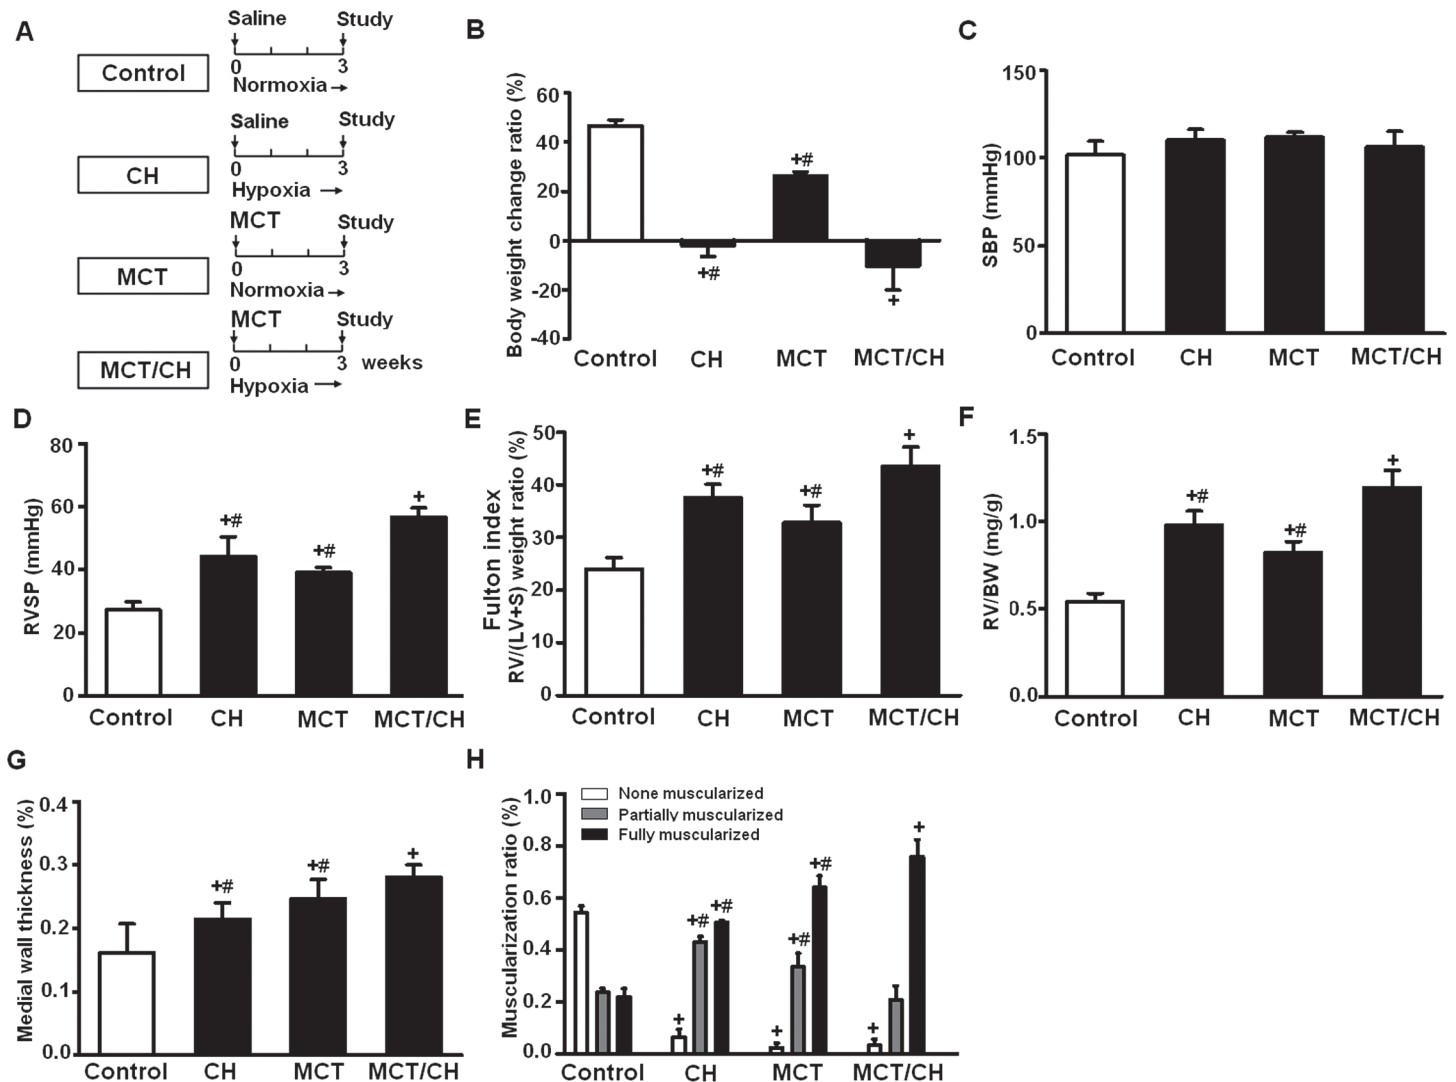 A
Saline Study
Control
0 3
Normoxia →
Saline Study
CH
0 3
Hypoxia →
MCT Study
MCT
0 3
Normoxia →
MCT Study
MCT/CH
0 3 weeks
Hypoxia →
B
Body weight change ratio (%)
60
40
20
0
-20
-40
+#
+#
+
Control CH MCT MCT/CH
C
SBP (mmHg)
150
100
50
0
Control CH MCT MCT/CH
D
RVSP (mmHg)
80
60
40
20
0
+#
+#
+
Control CH MCT MCT/CH
E
Fulton index
RV/(LV+S) weight ratio (%)
50
40
30
20
10
0
+#
+#
+
Control CH MCT MCT/CH
F
RV/BW (mg/g)
1.5
1.0
0.5
0.0
+#
+#
+
Control CH MCT MCT/CH
G
Medial wall thickness (%)
0.4
0.3
0.2
0.1
0.0
+#
+#
+
Control CH MCT MCT/CH
H
Muscularization ratio (%)
1.0
0.8
0.6
0.4
0.2
0.0
None muscularized
Partially muscularized
Fully muscularized
+ +# +#
+ +# +#
+ +
Control CH MCT MCT/CH